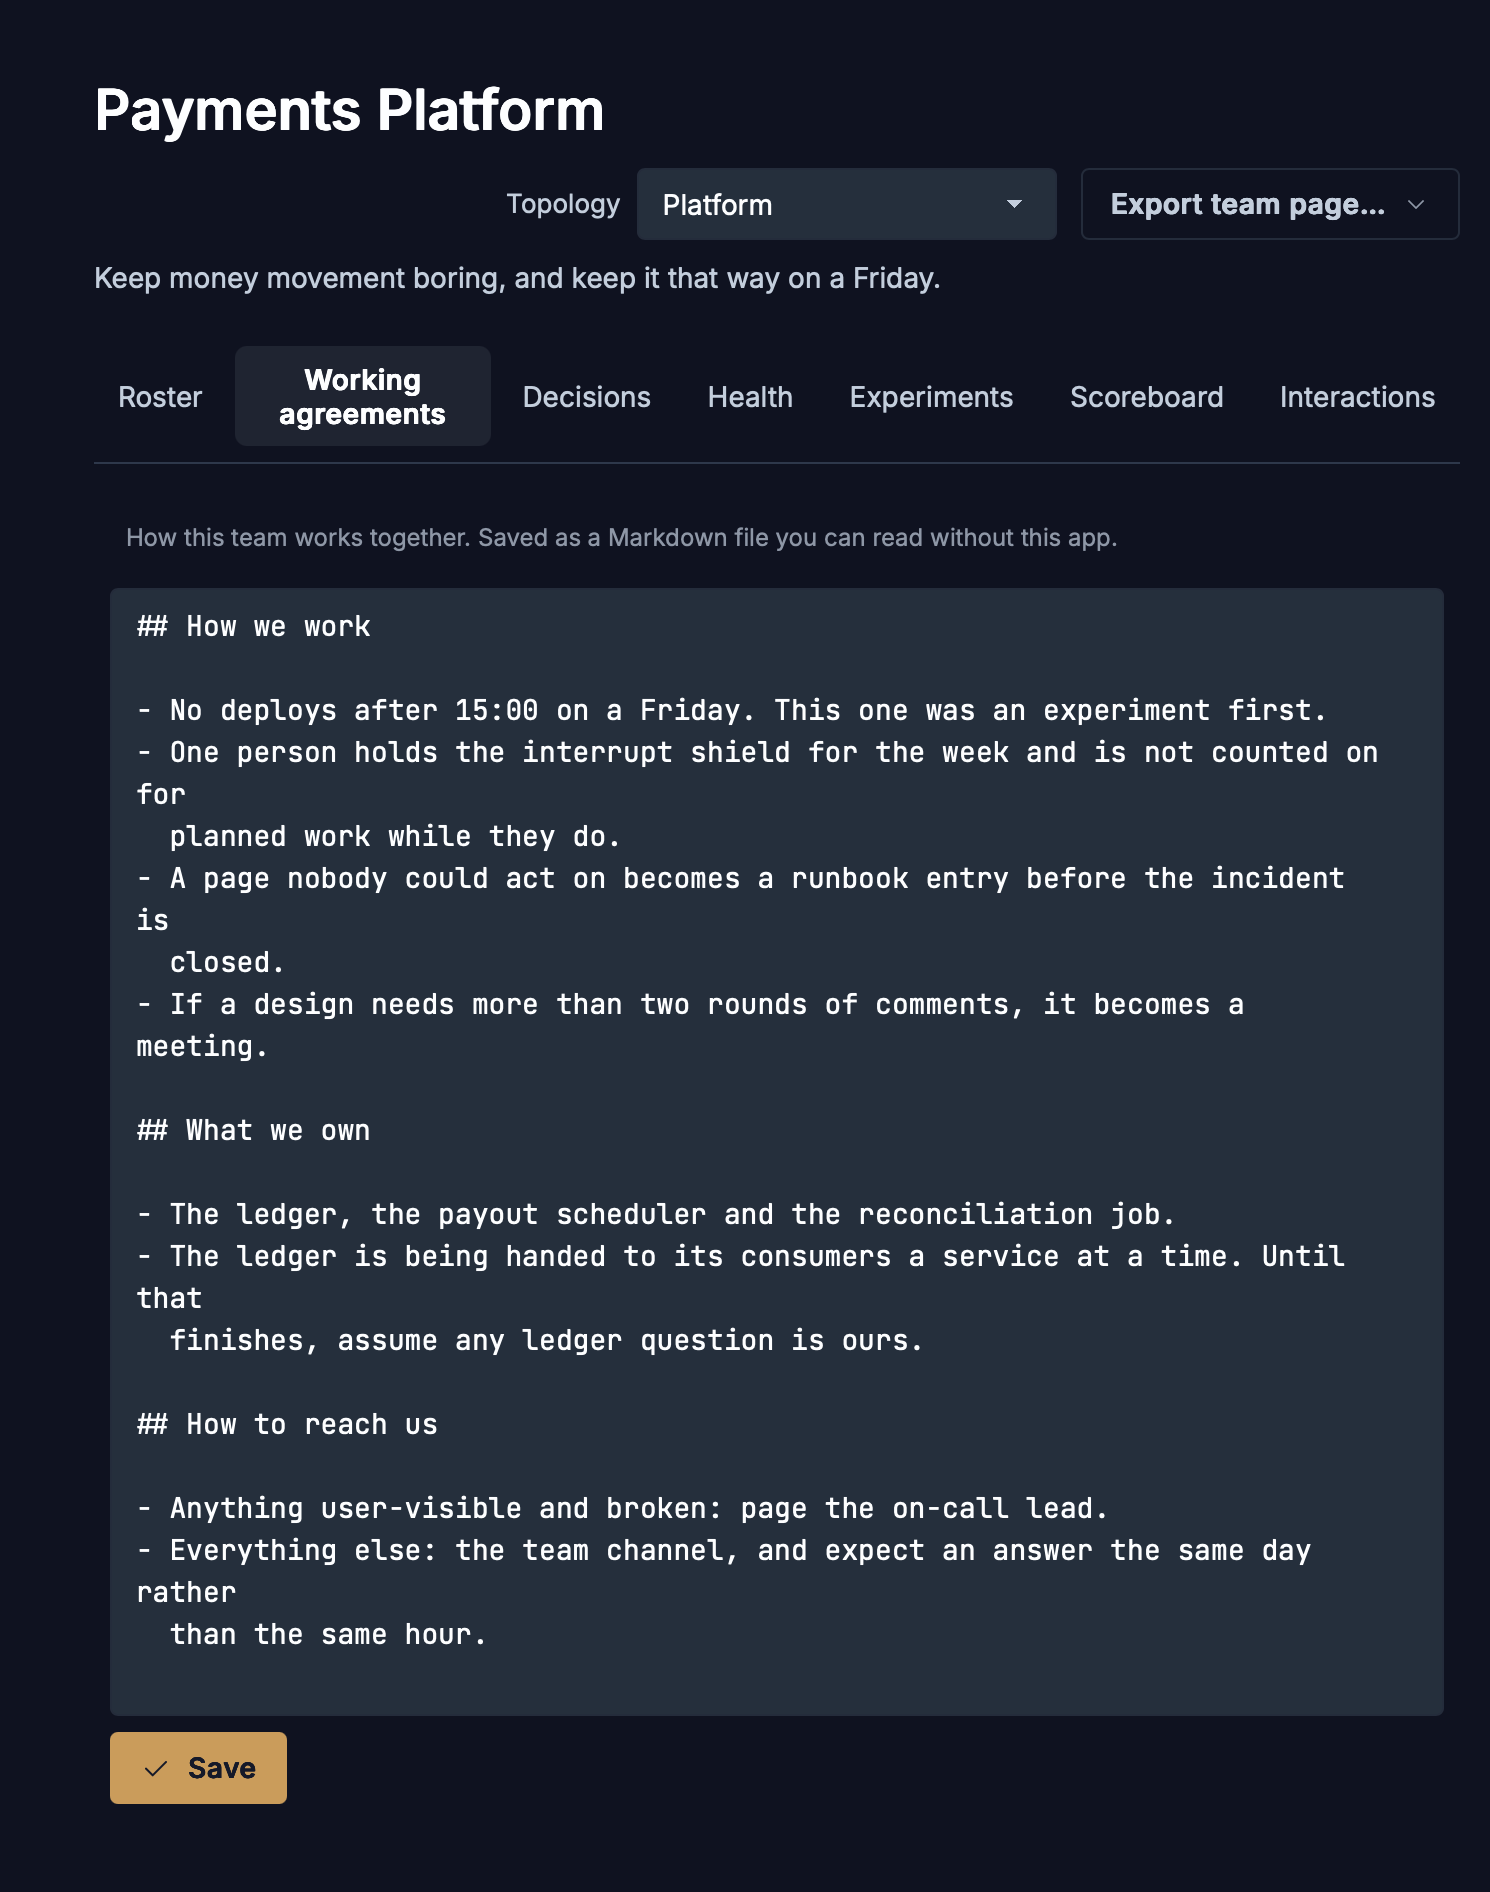 Payments Platform
Topology Platform Export team page...
Keep money movement boring, and keep it that way on a Friday.
Roster Working agreements Decisions Health Experiments Scoreboard Interactions
How this team works together. Saved as a Markdown file you can read without this app.
## How we work
- No deploys after 15:00 on a Friday. This one was an experiment first.
- One person holds the interrupt shield for the week and is not counted on
for
planned work while they do.
- A page nobody could act on becomes a runbook entry before the incident
is
closed.
- If a design needs more than two rounds of comments, it becomes a
meeting.
## What we own
- The ledger, the payout scheduler and the reconciliation job.
- The ledger is being handed to its consumers a service at a time. Until
that
finishes, assume any ledger question is ours.
## How to reach us
- Anything user-visible and broken: page the on-call lead.
- Everything else: the team channel, and expect an answer the same day
rather
than the same hour.
Save